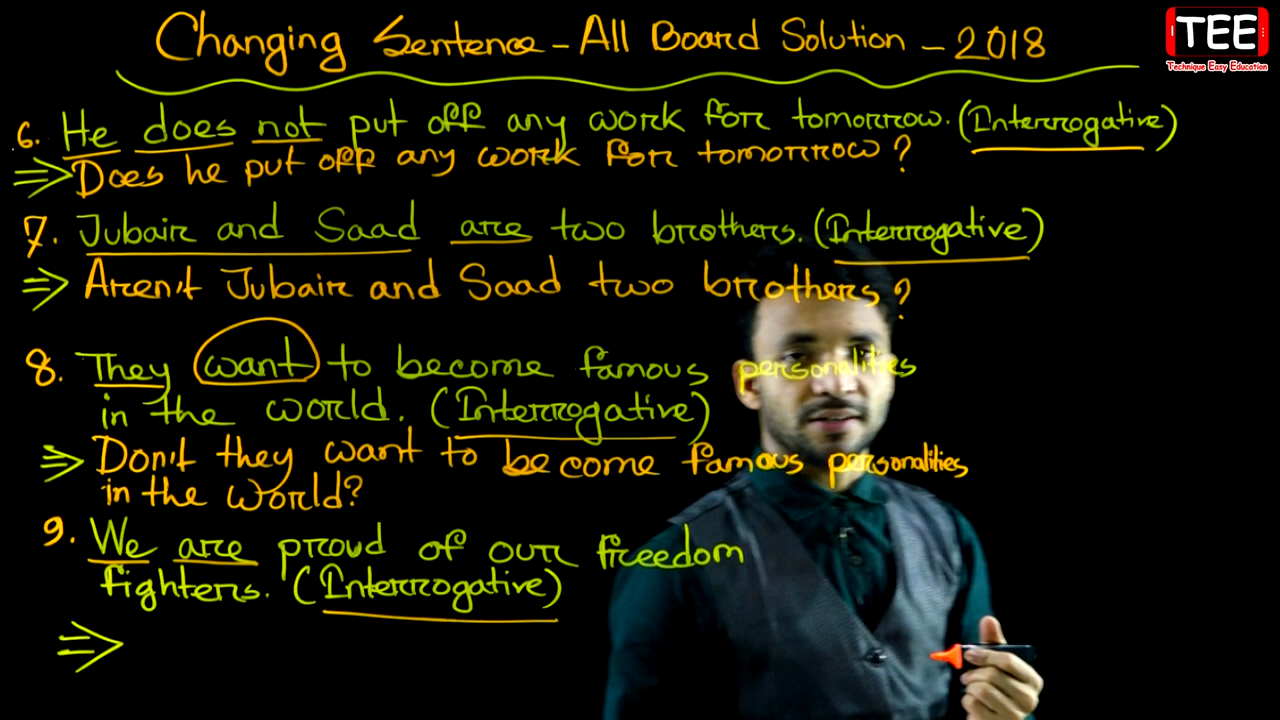 Changing Sentence - All Board Solution - 2018
TEE
Technique Easy Education
6. He does not put off any work for tomorrow. (Interrogative)
⇒ Does he put off any work for tomorrow?
7. Jubair and Saad are two brothers. (Interrogative)
⇒ Aren't Jubair and Saad two brothers?
8. They want to become famous personalities
in the world. (Interrogative)
⇒ Don't they want to become famous personalities
in the world?
9. We are proud of our freedom
fighters. (Interrogative)
⇒